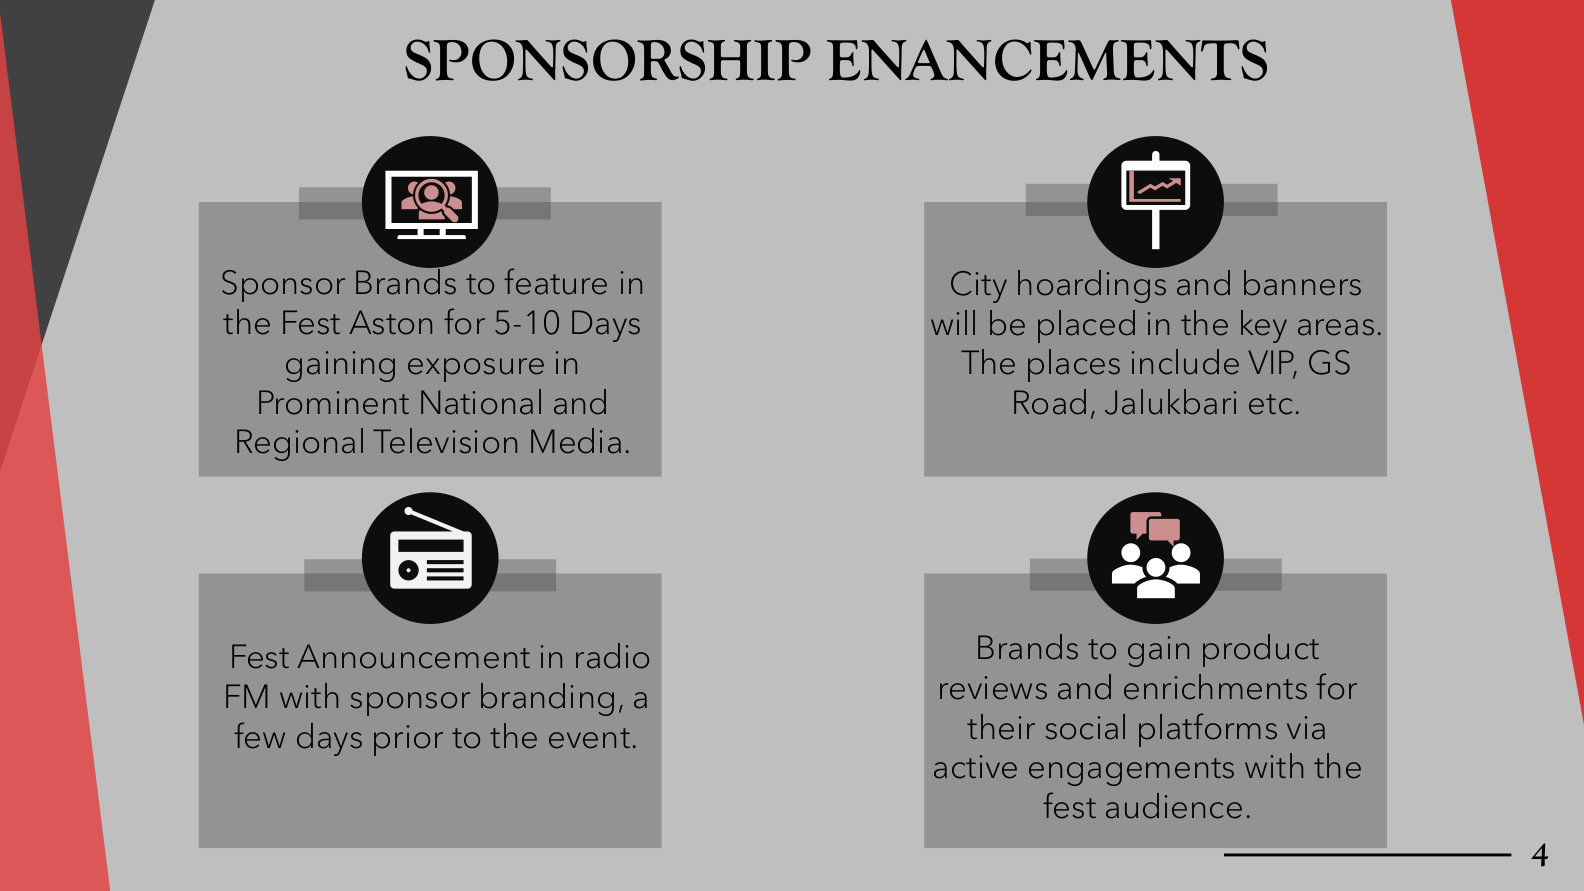 SPONSORSHIP ENANCEMENTS
Sponsor Brands to feature in
the Fest Aston for 5-10 Days
gaining exposure in
Prominent National and
Regional Television Media.
City hoardings and banners
will be placed in the key areas.
The places include VIP, GS
Road, Jalukbari etc.
Fest Announcement in radio
FM with sponsor branding, a
few days prior to the event.
Brands to gain product
reviews and enrichments for
their social platforms via
active engagements with the
fest audience.
4